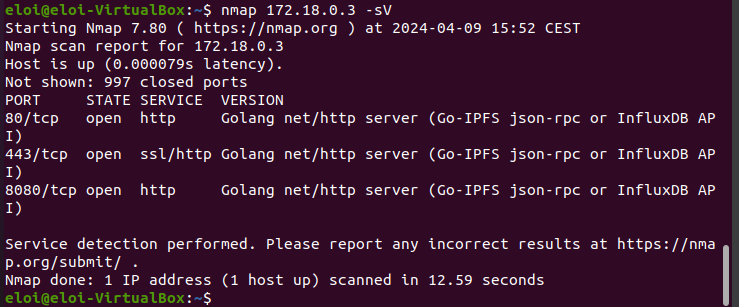 eloi@eloi-VirtualBox:~$ nmap 172.18.0.3 -sV
Starting Nmap 7.80 ( https://nmap.org ) at 2024-04-09 15:52 CEST
Nmap scan report for 172.18.0.3
Host is up (0.000079s latency).
Not shown: 997 closed ports
PORT     STATE SERVICE  VERSION
80/tcp   open  http     Golang net/http server (Go-IPFS json-rpc or InfluxDB AP
I)
443/tcp  open  ssl/http Golang net/http server (Go-IPFS json-rpc or InfluxDB AP
I)
8080/tcp open  http     Golang net/http server (Go-IPFS json-rpc or InfluxDB AP
I)
Service detection performed. Please report any incorrect results at https://nma
p.org/submit/ .
Nmap done: 1 IP address (1 host up) scanned in 12.59 seconds
eloi@eloi-VirtualBox:~$